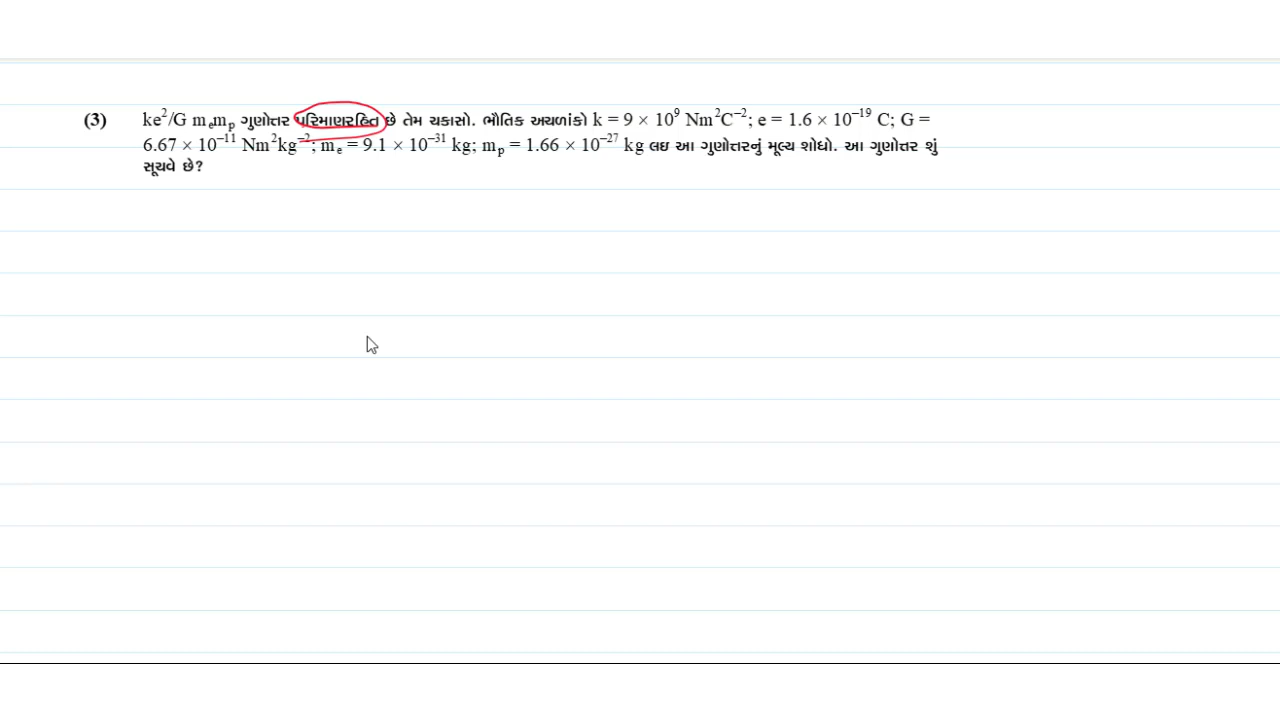 (3) ke²/G mₑmₚ ગુણોત્તર પરિમાણરહિત છે તેમ ચકાસો. ભૌતિક અચળાંકો k = 9 × 10⁹ Nm²C⁻²; e = 1.6 × 10⁻¹⁹ C; G =
6.67 × 10⁻¹¹ Nm²kg⁻²; mₑ = 9.1 × 10⁻³¹ kg; mₚ = 1.66 × 10⁻²⁷ kg લઇ આ ગુણોત્તરનું મૂલ્ય શોધો. આ ગુણોત્તર શું
સૂચવે છે?